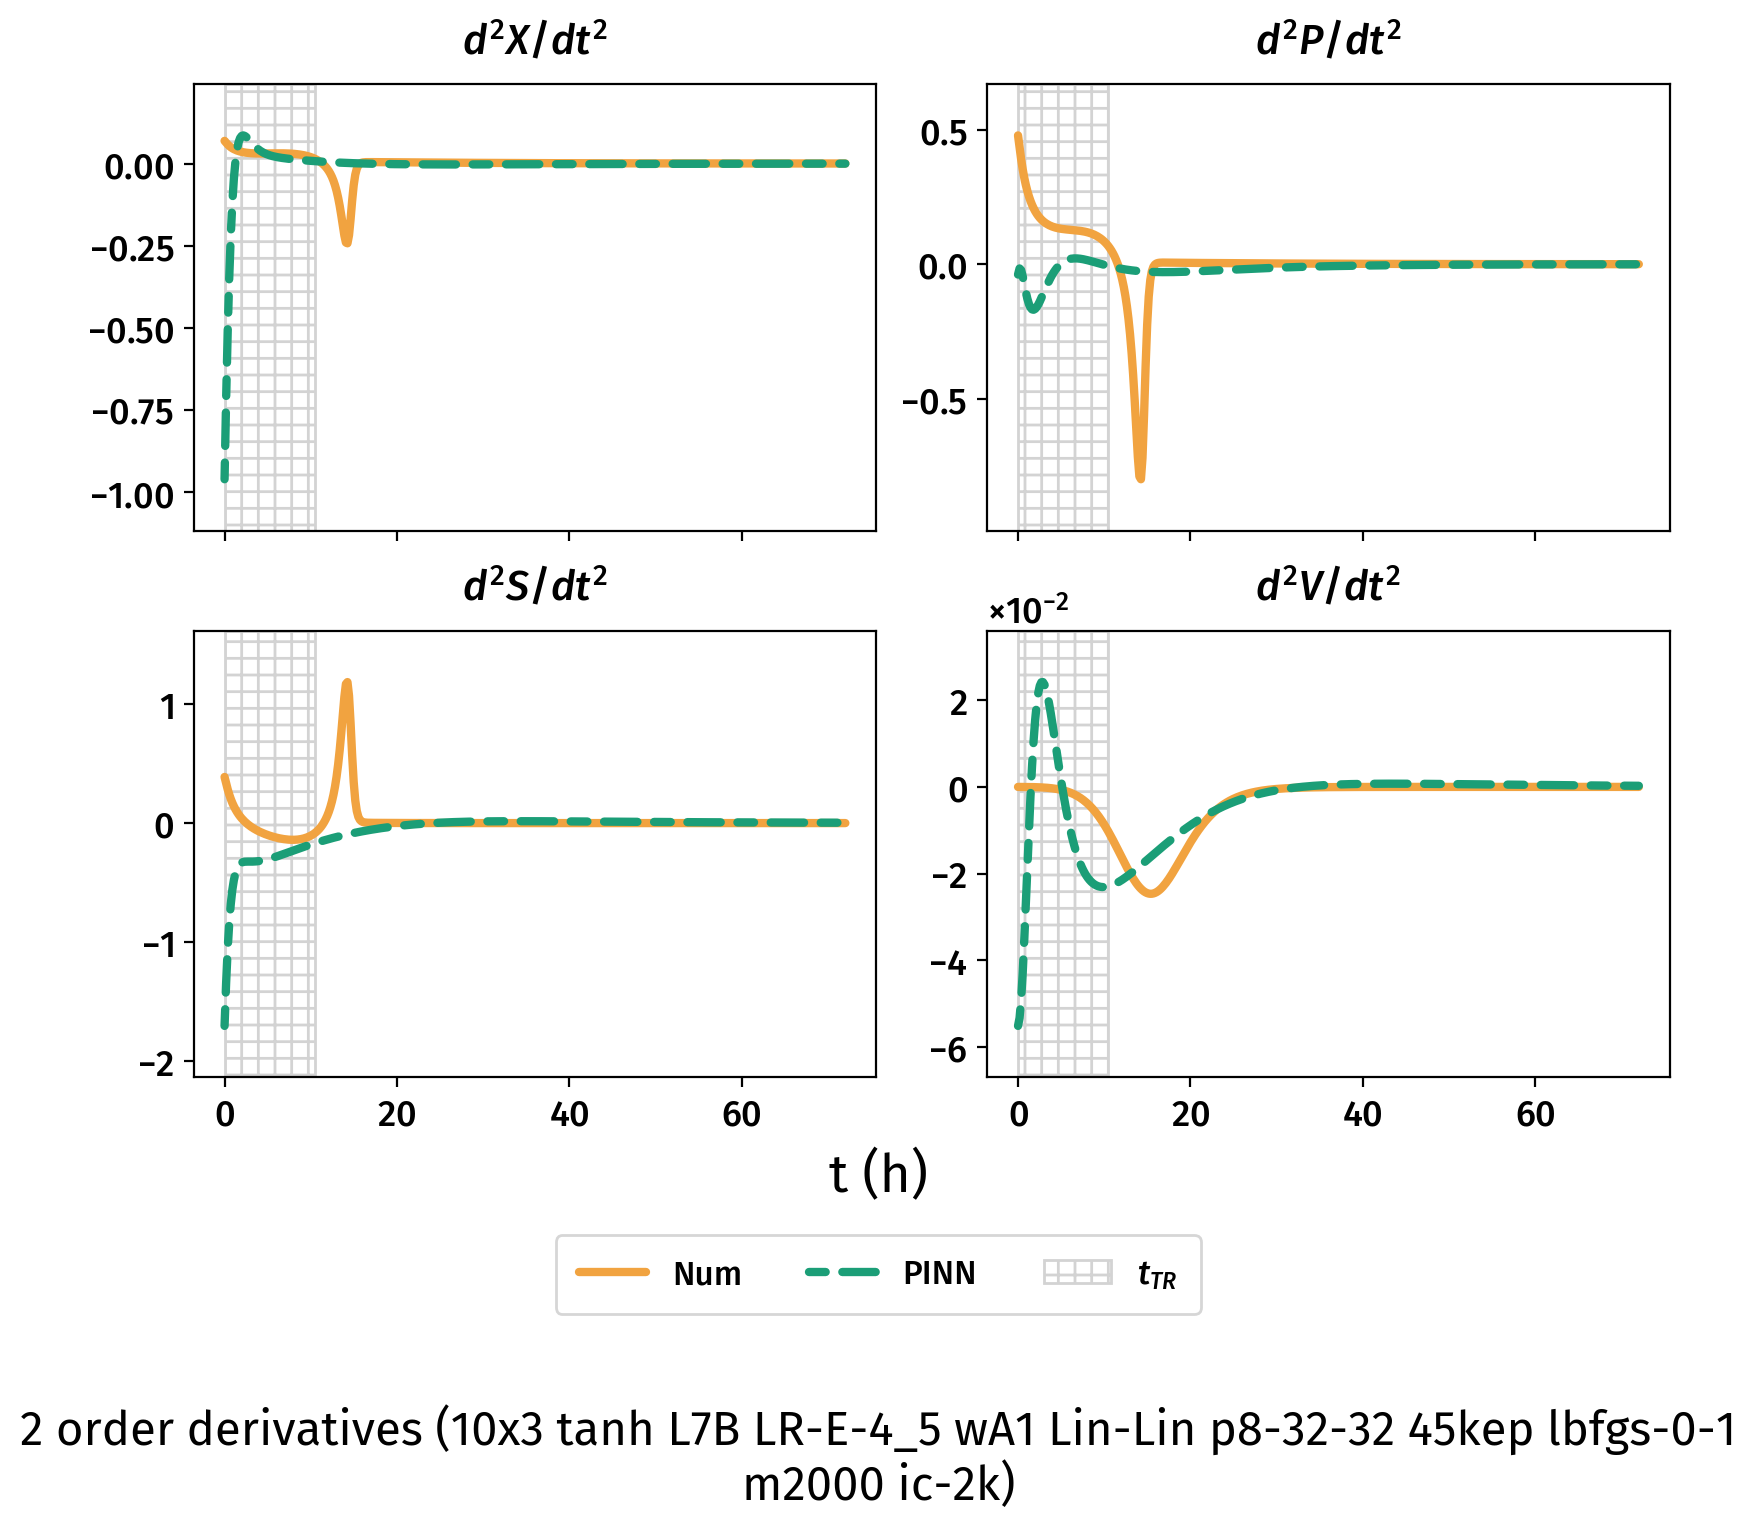 d²X/dt²
d²P/dt²
0.00
−0.25
−0.50
−0.75
−1.00
0.5
0.0
−0.5
d²S/dt²
d²V/dt²
×10⁻²
1
0
−1
−2
2
0
−2
−4
−6
0 20 40 60
0 20 40 60
t (h)
Num PINN t_TR
2 order derivatives (10x3 tanh L7B LR-E-4_5 wA1 Lin-Lin p8-32-32 45kep lbfgs-0-1
m2000 ic-2k)